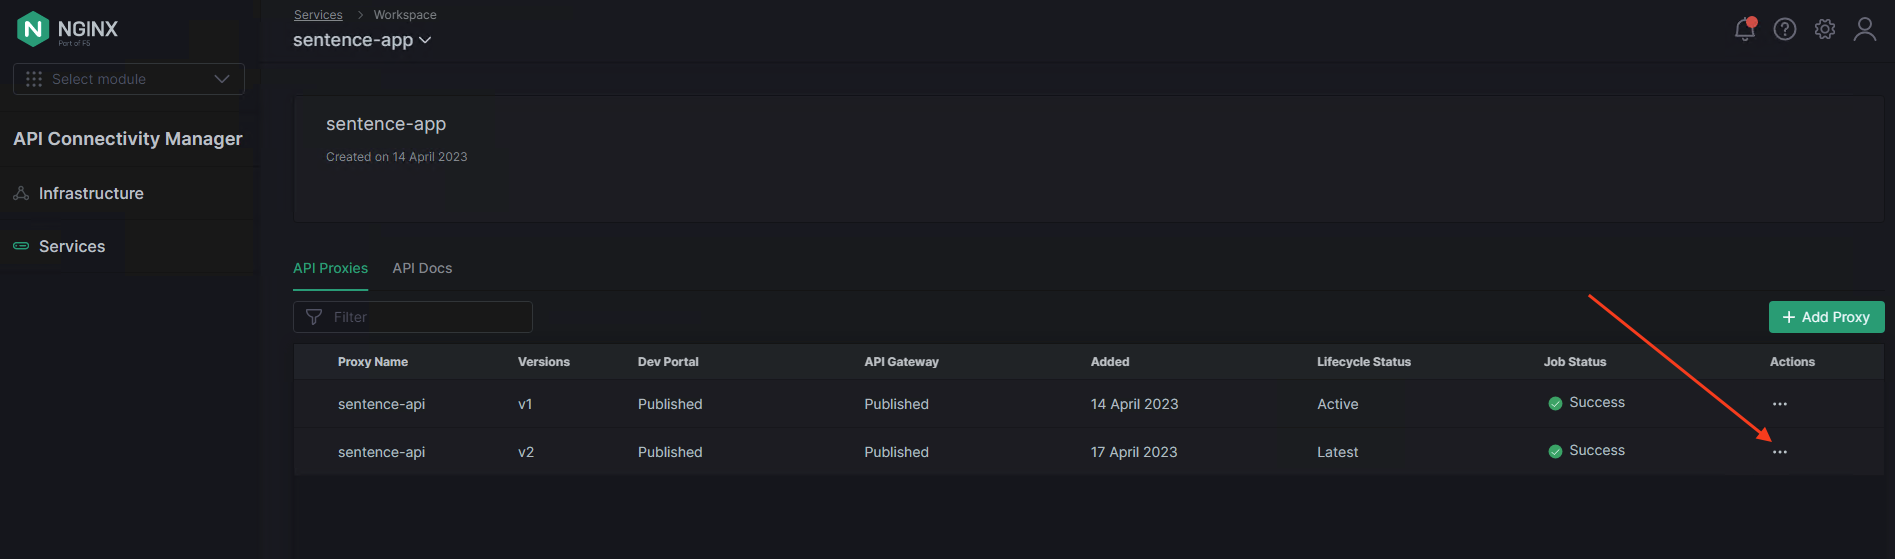 NGINX
Part of F5
Select module
API Connectivity Manager
Infrastructure
Services
Services > Workspace
sentence-app
sentence-app
Created on 14 April 2023
API Proxies API Docs
Filter
+ Add Proxy
Proxy Name Versions Dev Portal API Gateway Added Lifecycle Status Job Status Actions
sentence-api v1 Published Published 14 April 2023 Active Success ...
sentence-api v2 Published Published 17 April 2023 Latest Success ...